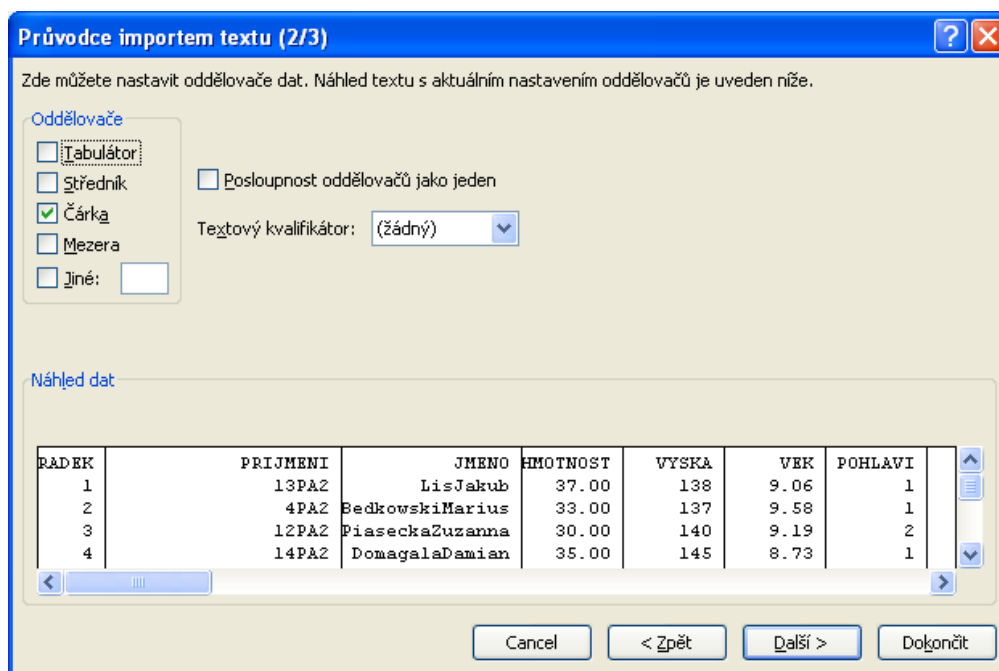 Průvodce importem textu (2/3)
Zde můžete nastavit oddělovače dat. Náhled textu s aktuálním nastavením oddělovačů je uveden níže.
Oddělovače
Tabulátor
Středník
Čárka
Mezera
Jiné:
Posloupnost oddělovačů jako jeden
Textový kvalifikátor: (žádný)
Náhled dat
RADEK PRIJMENI JMENO HMOTNOST VYSKA VEK POHLAVI
1 13PA2 LisJakub 37.00 138 9.06 1
2 4PA2 BedkowskiMarius 33.00 137 9.58 1
3 12PA2 PiaseckaZuzanna 30.00 140 9.19 2
4 14PA2 DomagalaDamian 35.00 145 8.73 1
Cancel < Zpět Další > Dokončit